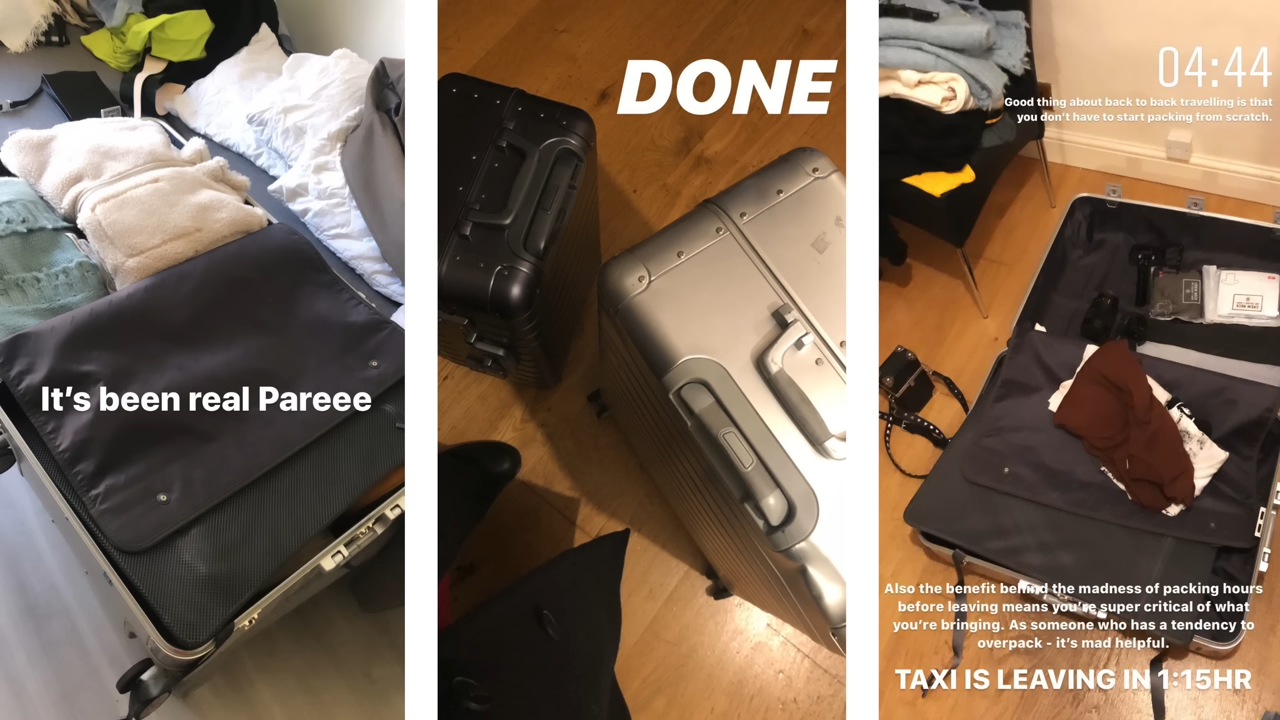 It’s been real Pareee
DONE
04:44
Good thing about back to back travelling is that
you don’t have to start packing from scratch.
Also the benefit behind the madness of packing hours
before leaving means you’re super critical of what
you’re bringing. As someone who has a tendency to
overpack - it’s mad helpful.
TAXI IS LEAVING IN 1:15HR